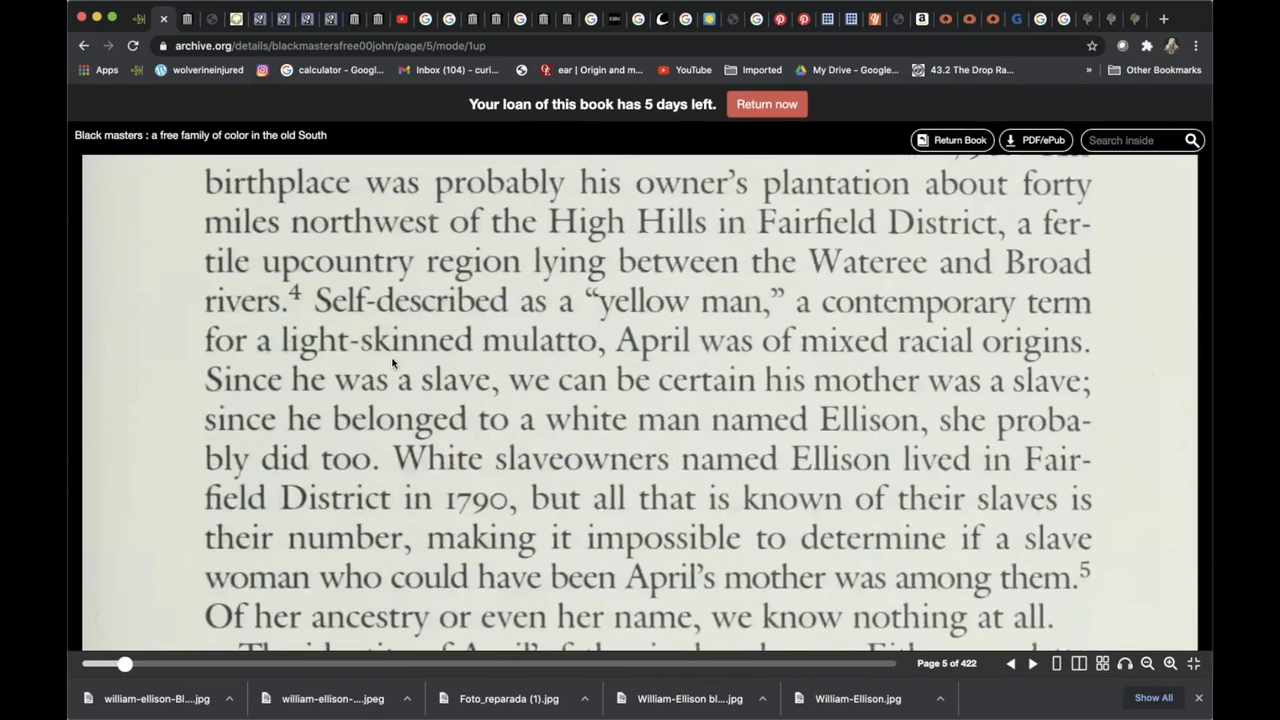 archive.org/details/blackmastersfree00john/page/5/mode/1up
Apps wolverineinjured calculator - Googl... Inbox (104) - curi... ear | Origin and m... YouTube Imported My Drive - Google... 43.2 The Drop Ra... » Other Bookmarks
Your loan of this book has 5 days left. Return now
Black masters : a free family of color in the old South
Return Book PDF/ePub Search inside
birthplace was probably his owner's plantation about forty
miles northwest of the High Hills in Fairfield District, a fer-
tile upcountry region lying between the Wateree and Broad
rivers.4 Self-described as a "yellow man," a contemporary term
for a light-skinned mulatto, April was of mixed racial origins.
Since he was a slave, we can be certain his mother was a slave;
since he belonged to a white man named Ellison, she proba-
bly did too. White slaveowners named Ellison lived in Fair-
field District in 1790, but all that is known of their slaves is
their number, making it impossible to determine if a slave
woman who could have been April's mother was among them.5
Of her ancestry or even her name, we know nothing at all.
Page 5 of 422
william-ellison-Bl....jpg william-ellison-....jpeg Foto_reparada (1).jpg William-Ellison bl....jpg William-Ellison.jpg Show All